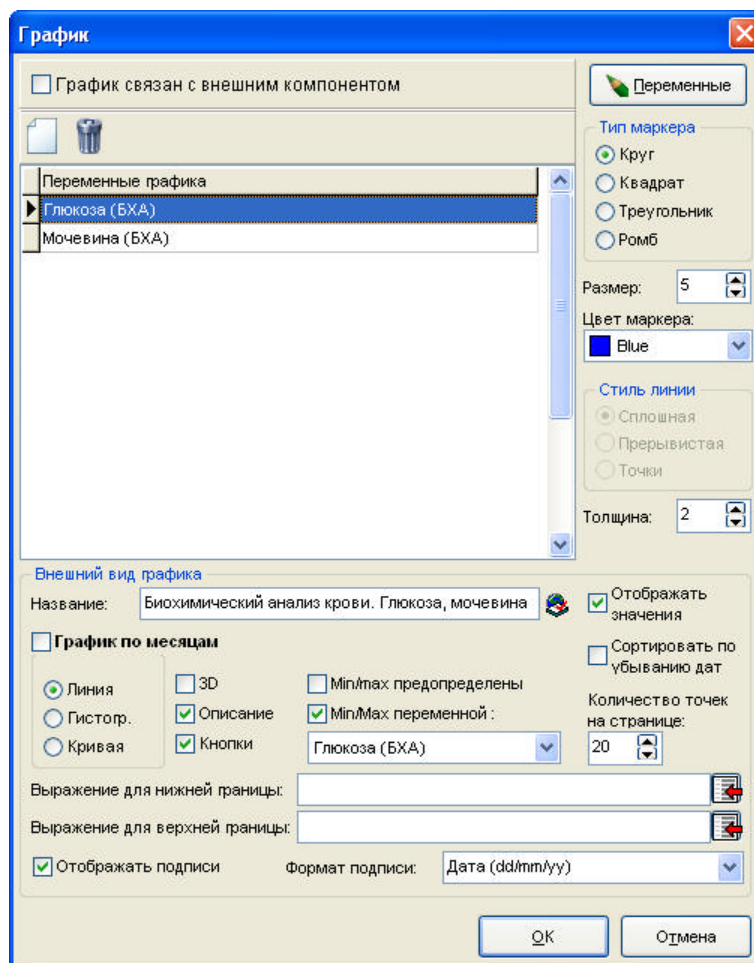 График
График связан с внешним компонентом
Переменные
Переменные графика
Глюкоза (БХА)
Мочевина (БХА)
Тип маркера
Круг
Квадрат
Треугольник
Ромб
Размер: 5
Цвет маркера:
Blue
Стиль линии
Сплошная
Прерывистая
Точки
Толщина: 2
Внешний вид графика
Название: Биохимический анализ крови. Глюкоза, мочевина
Отображать
значения
График по месяцам
Сортировать по
убыванию дат
Линия
Гистогр.
Кривая
3D
Описание
Кнопки
Min/max предопределены
Min/Max переменной :
Глюкоза (БХА)
Количество точек
на странице:
20
Выражение для нижней границы:
Выражение для верхней границы:
Отображать подписи
Формат подписи: Дата (dd/mm/yy)
OK
Отмена